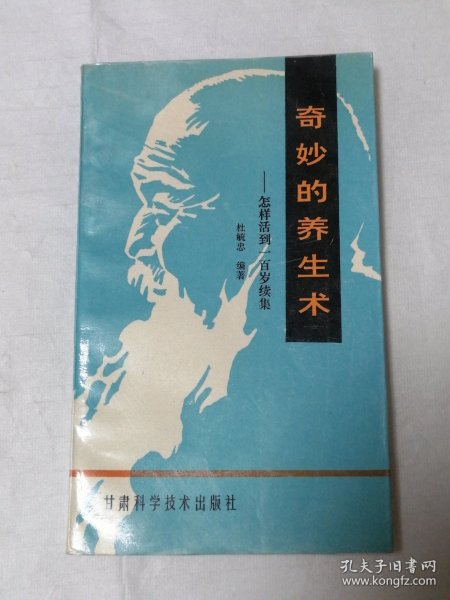 奇妙的养生术
——怎样活到一百岁续集
杜毓忠 编著
甘肃科学技术出版社
孔夫子旧书网
www.kongfz.com